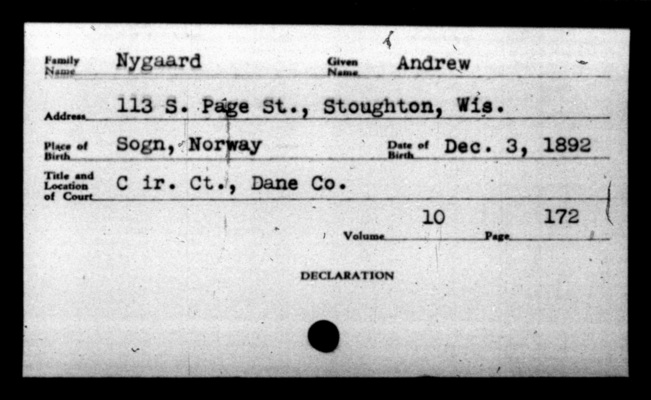 Family Name Nygaard Given Name Andrew
Address 113 S. Page St., Stoughton, Wis.
Place of Birth Sogn, Norway Date of Birth Dec. 3, 1892
Title and Location of Court C ir. Ct., Dane Co.
Volume 10 Page 172
DECLARATION